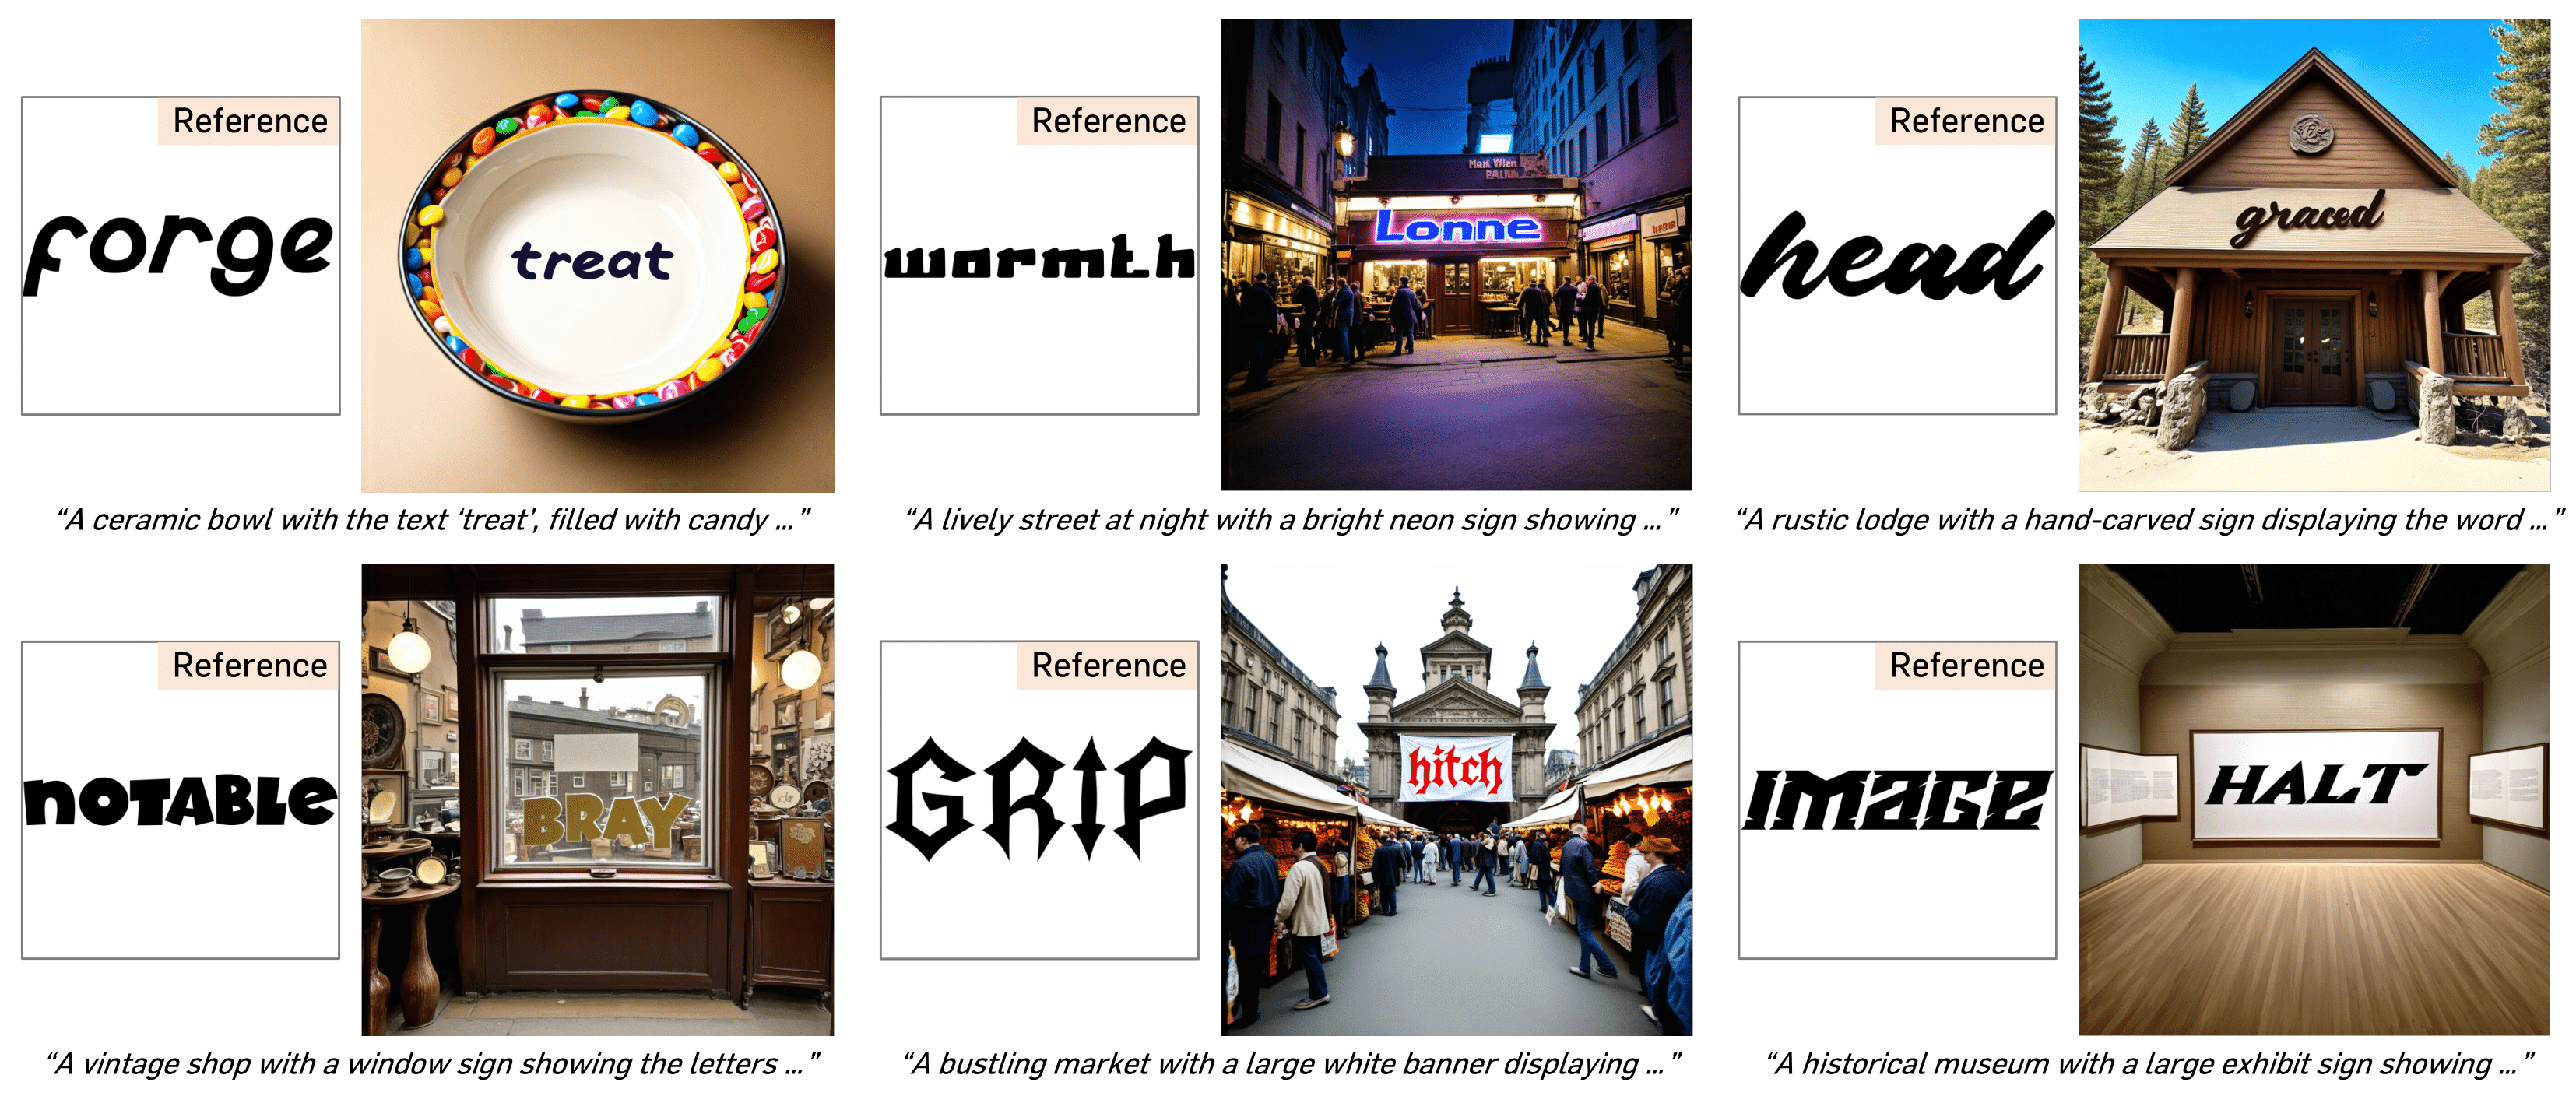 Reference
forge
treat
"A ceramic bowl with the text 'treat', filled with candy ..."
Reference
warmth
Lonne
"A lively street at night with a bright neon sign showing ..."
Reference
head
graced
"A rustic lodge with a hand-carved sign displaying the word ..."
Reference
nOTABLe
BRAY
"A vintage shop with a window sign showing the letters ..."
Reference
GRIP
hitch
"A bustling market with a large white banner displaying ..."
Reference
IMAGE
HALT
"A historical museum with a large exhibit sign showing ..."